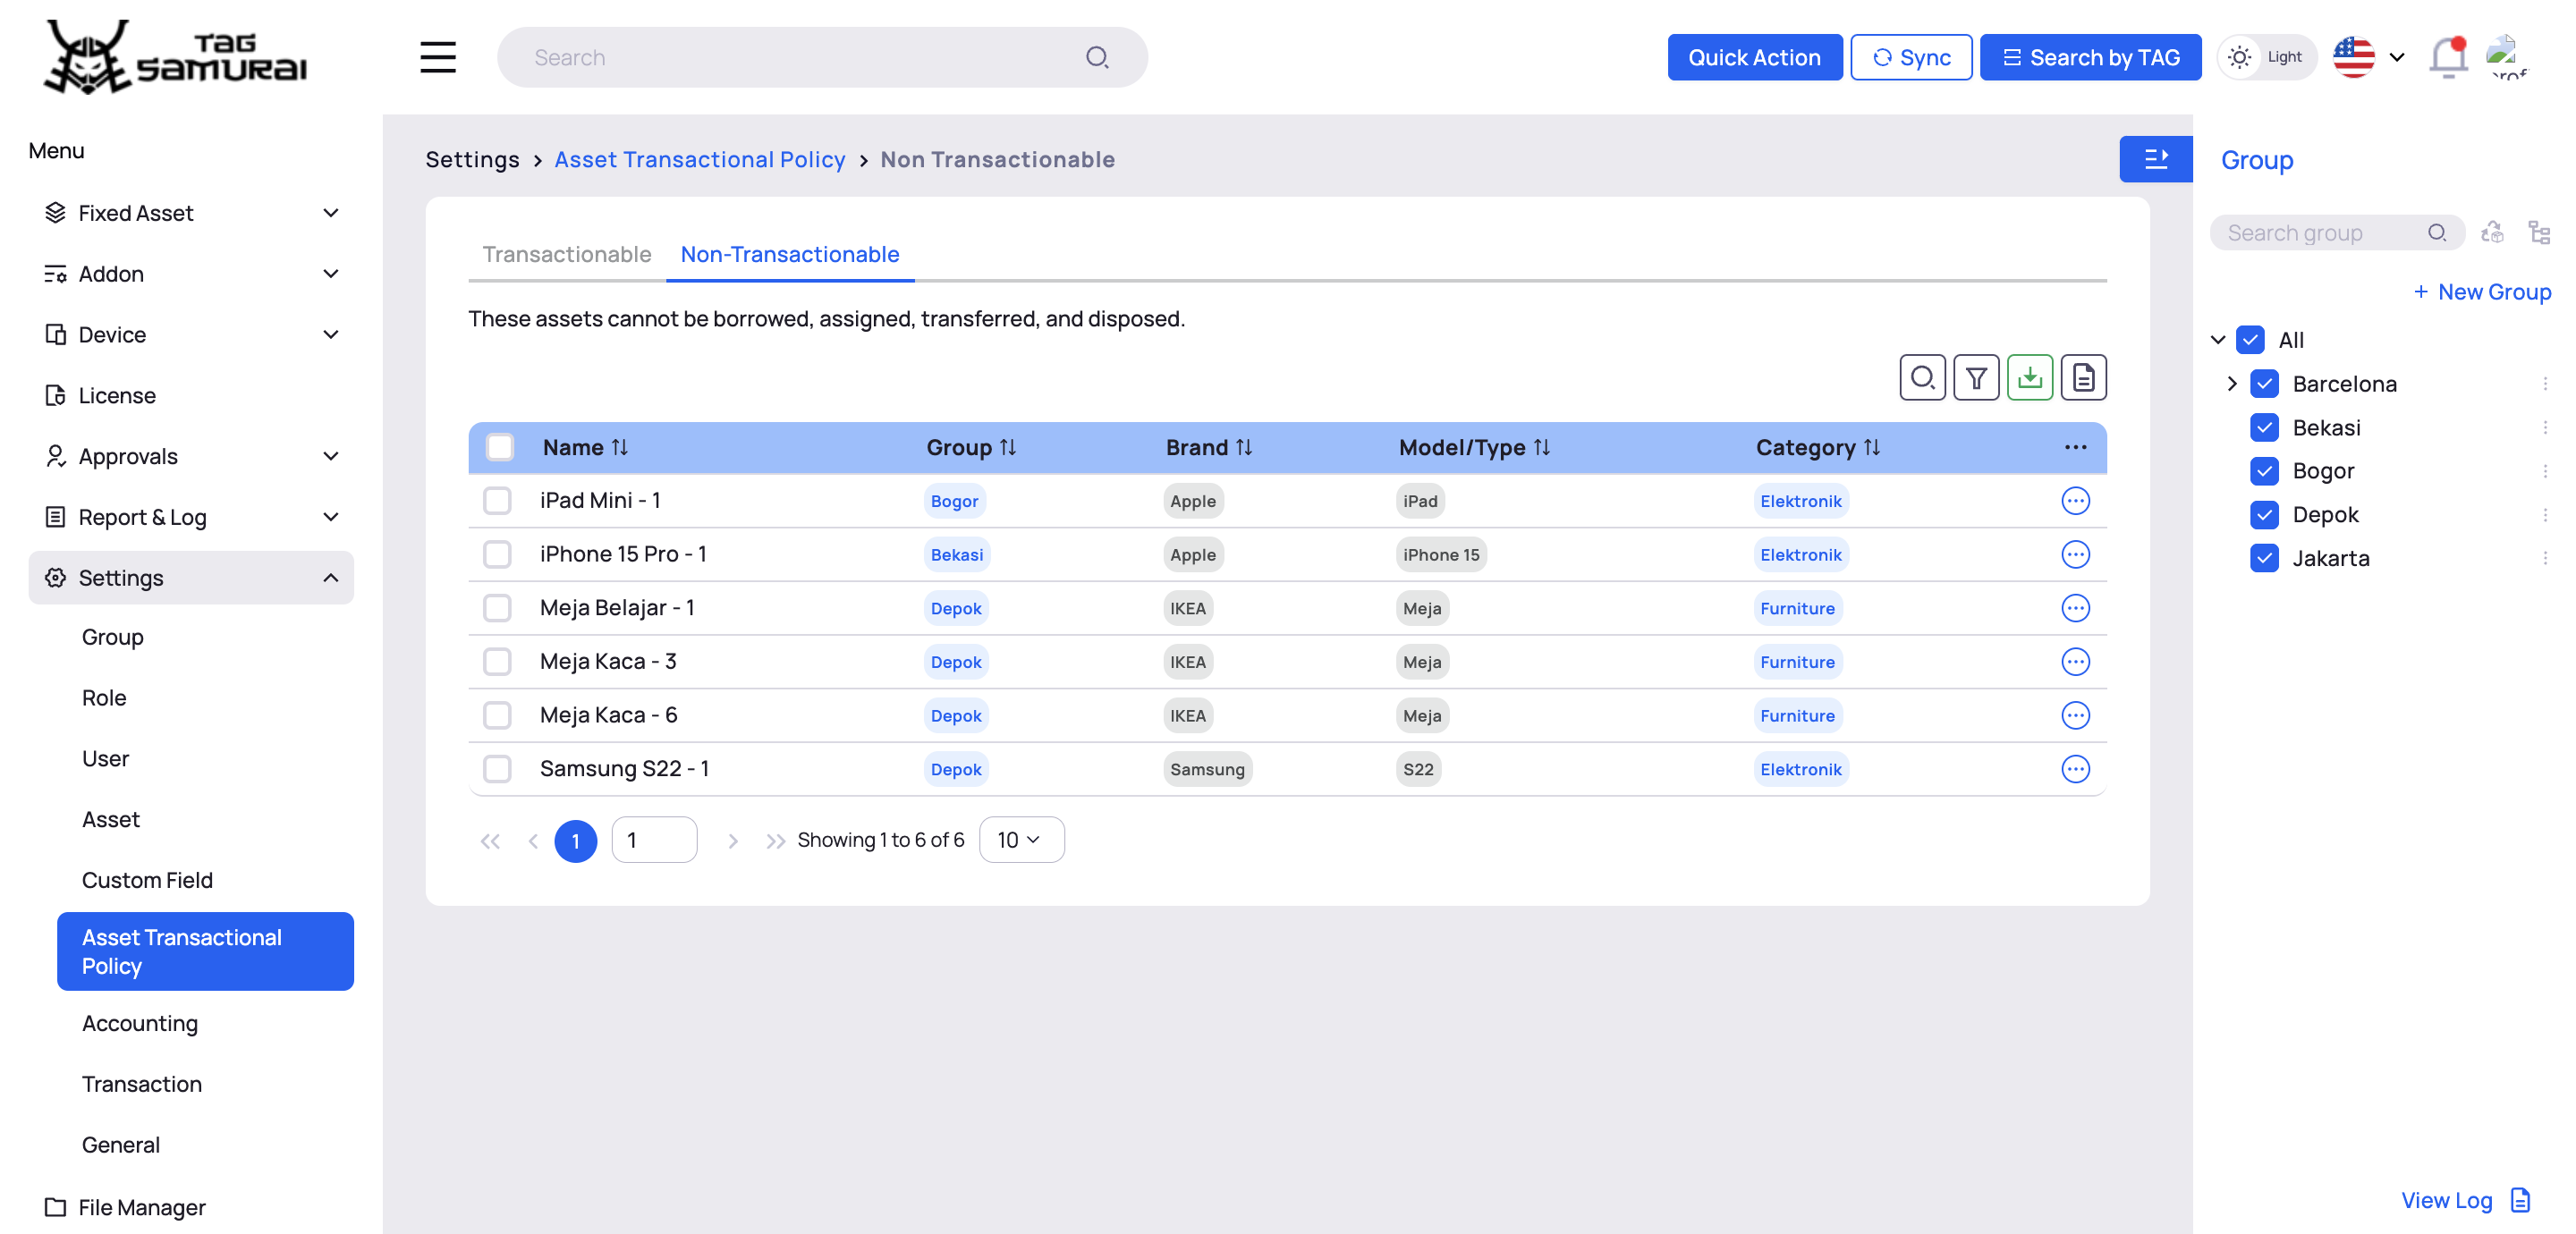 TAG SAMURAI
Search
Quick Action
Sync
Search by TAG
Light
Menu
Fixed Asset
Addon
Device
License
Approvals
Report & Log
Settings
Group
Role
User
Asset
Custom Field
Asset Transactional
Policy
Accounting
Transaction
General
File Manager
Settings > Asset Transactional Policy > Non Transactionable
Transactionable Non-Transactionable
These assets cannot be borrowed, assigned, transferred, and disposed.
Name Group Brand Model/Type Category
iPad Mini - 1 Bogor Apple iPad Elektronik
iPhone 15 Pro - 1 Bekasi Apple iPhone 15 Elektronik
Meja Belajar - 1 Depok IKEA Meja Furniture
Meja Kaca - 3 Depok IKEA Meja Furniture
Meja Kaca - 6 Depok IKEA Meja Furniture
Samsung S22 - 1 Depok Samsung S22 Elektronik
1 1 Showing 1 to 6 of 6 10
Group
Search group
+ New Group
All
Barcelona
Bekasi
Bogor
Depok
Jakarta
View Log